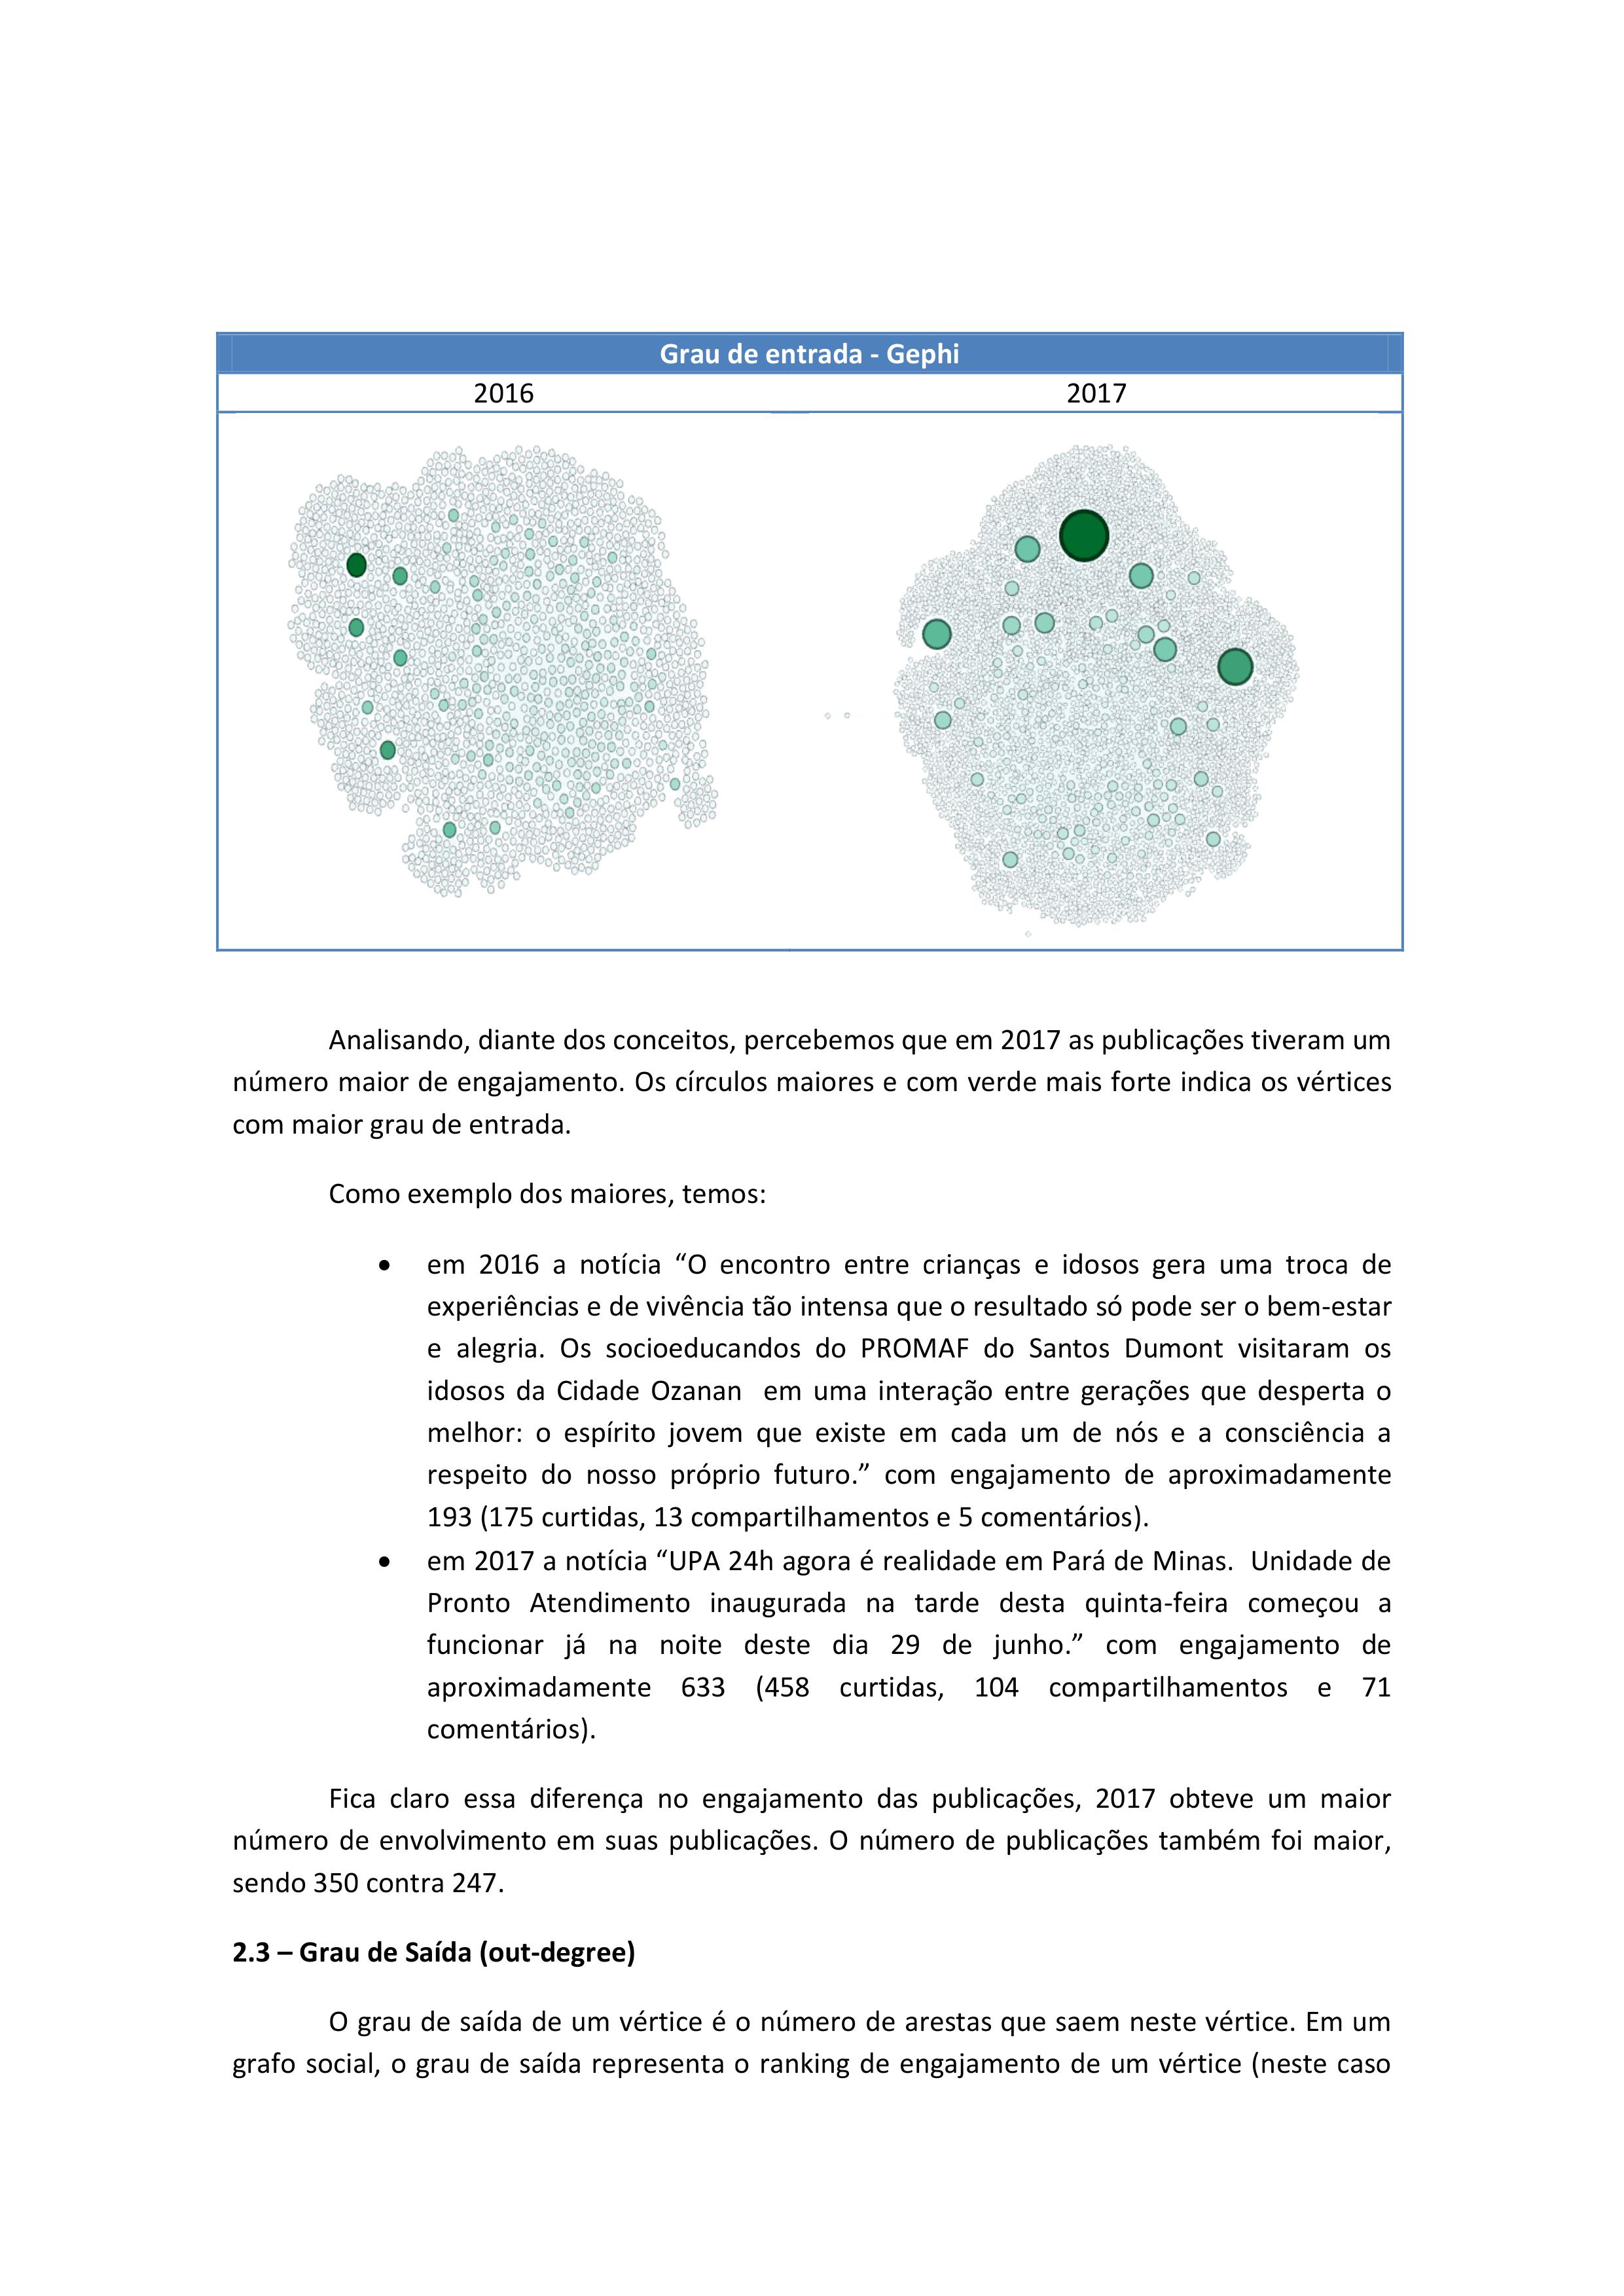 Grau de entrada - Gephi
2016 2017
Analisando, diante dos conceitos, percebemos que em 2017 as publicações tiveram um
número maior de engajamento. Os círculos maiores e com verde mais forte indica os vértices
com maior grau de entrada.
Como exemplo dos maiores, temos:
• em 2016 a notícia “O encontro entre crianças e idosos gera uma troca de
experiências e de vivência tão intensa que o resultado só pode ser o bem-estar
e alegria. Os socioeducandos do PROMAF do Santos Dumont visitaram os
idosos da Cidade Ozanan em uma interação entre gerações que desperta o
melhor: o espírito jovem que existe em cada um de nós e a consciência a
respeito do nosso próprio futuro.” com engajamento de aproximadamente
193 (175 curtidas, 13 compartilhamentos e 5 comentários).
• em 2017 a notícia “UPA 24h agora é realidade em Pará de Minas. Unidade de
Pronto Atendimento inaugurada na tarde desta quinta-feira começou a
funcionar já na noite deste dia 29 de junho.” com engajamento de
aproximadamente 633 (458 curtidas, 104 compartilhamentos e 71
comentários).
Fica claro essa diferença no engajamento das publicações, 2017 obteve um maior
número de envolvimento em suas publicações. O número de publicações também foi maior,
sendo 350 contra 247.
2.3 – Grau de Saída (out-degree)
O grau de saída de um vértice é o número de arestas que saem neste vértice. Em um
grafo social, o grau de saída representa o ranking de engajamento de um vértice (neste caso